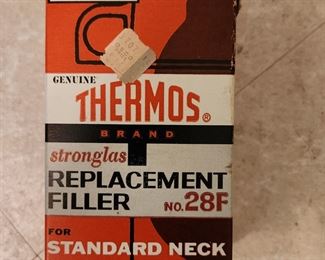 GENUINE
THERMOS®
BRAND
stronglas
REPLACEMENT
FILLER NO. 28F
FOR
STANDARD NECK